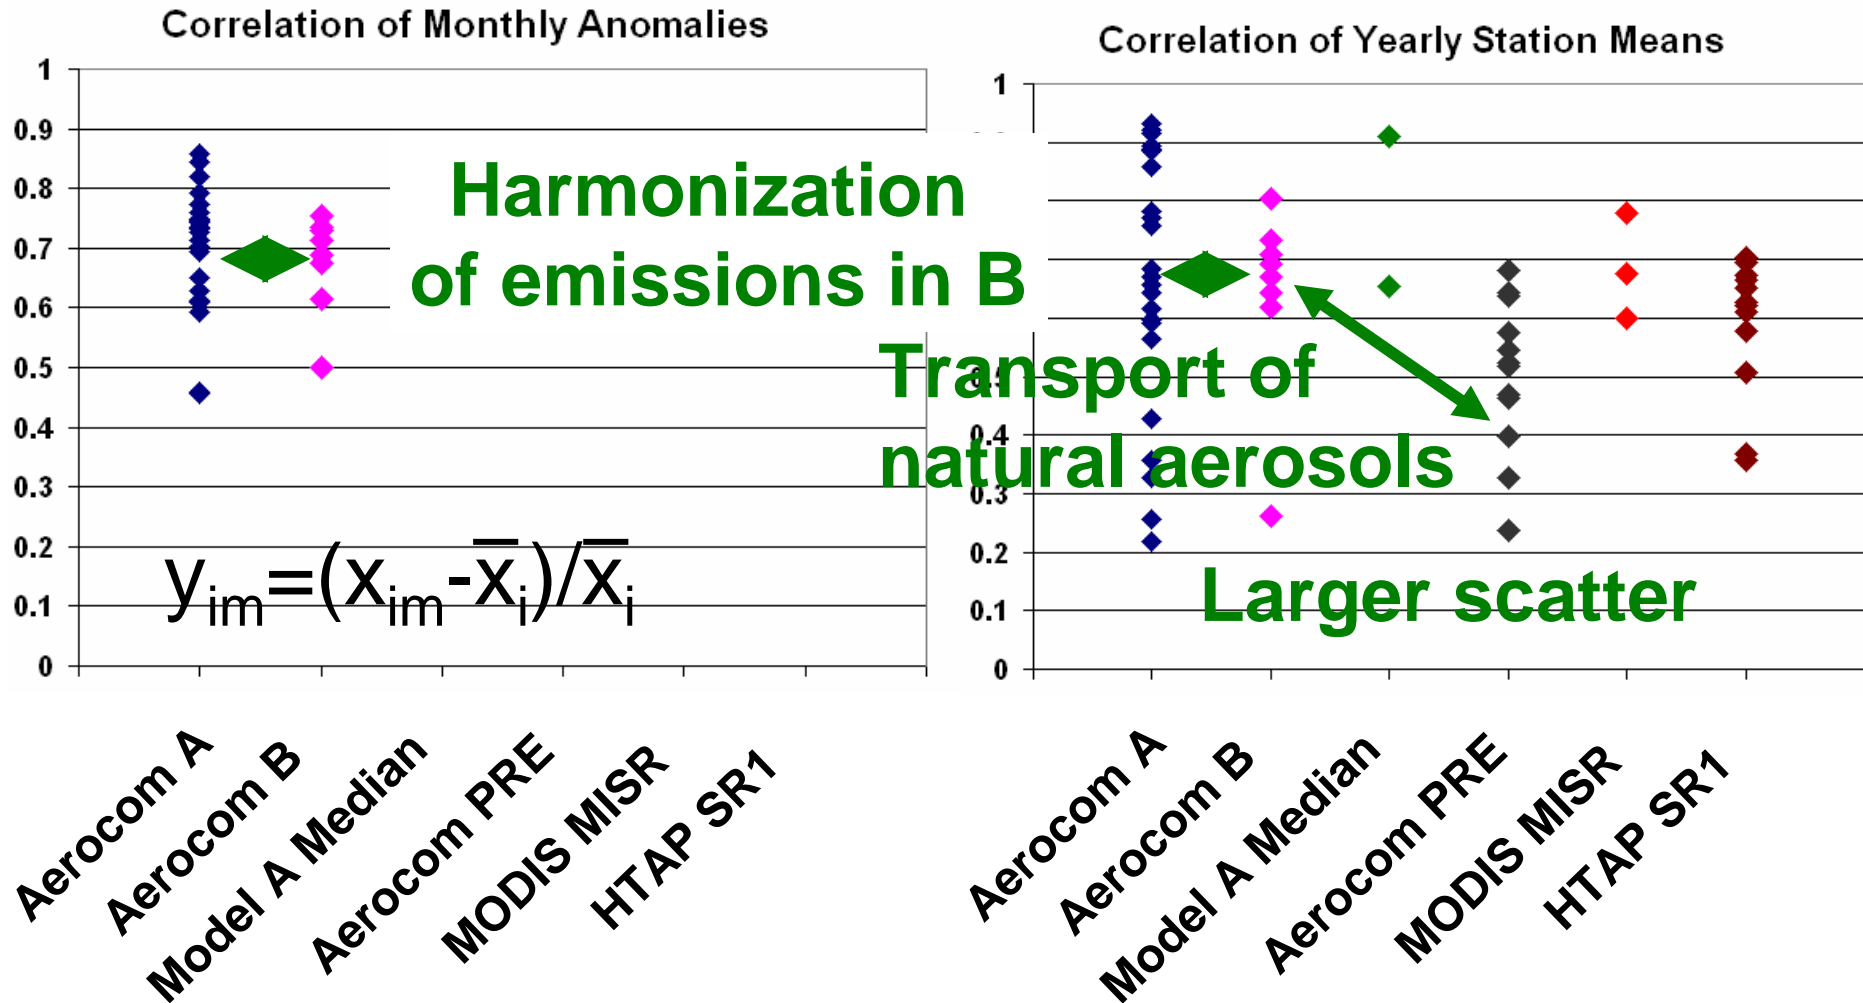 Correlation of Monthly Anomalies
1
0.9
0.8
0.7
0.6
0.5
0.4
0.3
0.2
0.1
0
Harmonization
of emissions in B
yim=(xim-x̅i)/x̅i
Aerocom A
Aerocom B
Model A Median
Aerocom PRE
MODIS MISR
HTAP SR1
Correlation of Yearly Station Means
1
0.4
0.3
0.2
0.1
0
Transport of
natural aerosols
Larger scatter
Aerocom A
Aerocom B
Model A Median
Aerocom PRE
MODIS MISR
HTAP SR1